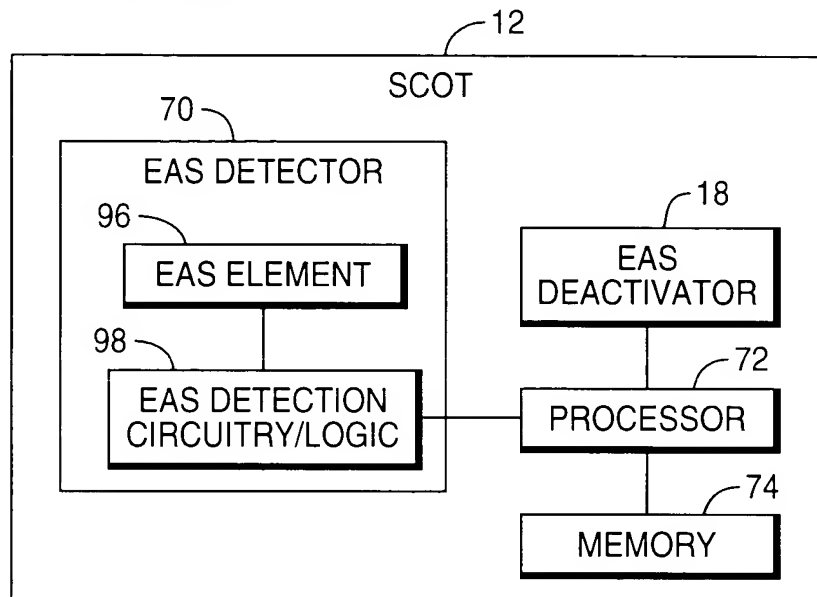 12
SCOT
70
EAS DETECTOR
96
EAS ELEMENT
98
EAS DETECTION
CIRCUITRY/LOGIC
18
EAS
DEACTIVATOR
72
PROCESSOR
74
MEMORY